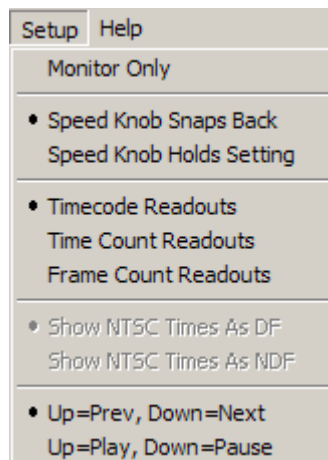 Setup Help
Monitor Only
• Speed Knob Snaps Back
Speed Knob Holds Setting
• Timecode Readouts
Time Count Readouts
Frame Count Readouts
• Show NTSC Times As DF
Show NTSC Times As NDF
• Up=Prev, Down=Next
Up=Play, Down=Pause